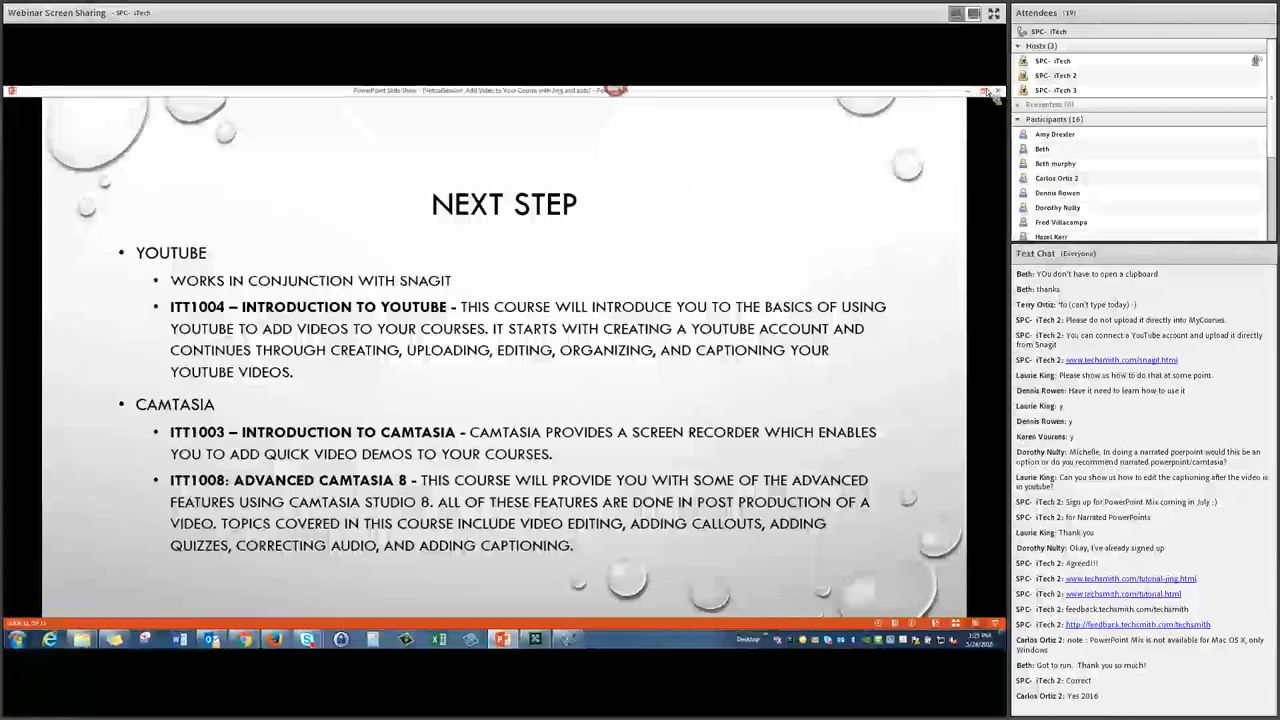 Webinar Screen Sharing - SPC- iTech
PowerPoint Slide Show - [VirtualSession_Add Video to Your Course with Jing and
NEXT STEP
• YOUTUBE
• WORKS IN CONJUNCTION WITH SNAGIT
• ITT1004 – INTRODUCTION TO YOUTUBE - THIS COURSE WILL INTRODUCE YOU TO THE BASICS OF USING
YOUTUBE TO ADD VIDEOS TO YOUR COURSES. IT STARTS WITH CREATING A YOUTUBE ACCOUNT AND
CONTINUES THROUGH CREATING, UPLOADING, EDITING, ORGANIZING, AND CAPTIONING YOUR
YOUTUBE VIDEOS.
• CAMTASIA
• ITT1003 – INTRODUCTION TO CAMTASIA - CAMTASIA PROVIDES A SCREEN RECORDER WHICH ENABLES
YOU TO ADD QUICK VIDEO DEMOS TO YOUR COURSES.
• ITT1008: ADVANCED CAMTASIA 8 - THIS COURSE WILL PROVIDE YOU WITH SOME OF THE ADVANCED
FEATURES USING CAMTASIA STUDIO 8. ALL OF THESE FEATURES ARE DONE IN POST PRODUCTION OF A
VIDEO. TOPICS COVERED IN THIS COURSE INCLUDE VIDEO EDITING, ADDING CALLOUTS, ADDING
QUIZZES, CORRECTING AUDIO, AND ADDING CAPTIONING.
Desktop
1:25 PM
Attendees (19)
SPC- iTech
Hosts (3)
SPC- iTech
SPC- iTech 2
SPC- iTech 3
Presenters (0)
Participants (16)
Amy Drexler
Beth
Beth murphy
Carlos Ortiz 2
Dennis Rowen
Dorothy Nulty
Fred Villacampa
Hazel Kerr
Text Chat (Everyone)
Beth: YOu don't have to open a clipboard
Beth: thanks
Terry Ortiz: *to (can't type today) :)
SPC- iTech 2: Please do not upload it directly into MyCourses.
SPC- iTech 2: You can connect a YouTube account and upload it directly
from Snagit
SPC- iTech 2: www.techsmith.com/snagit.html
Laurie King: Please show us how to do that at some point.
Dennis Rowen: Have it need to learn how to use it
Laurie King: y
Dennis Rowen: y
Karen Vuurens: y
Dorothy Nulty: Michelle, In doing a narrated poerpoint would this be an
option or do you recommend narrated powerpoint/camtasia?
Laurie King: Can you show us how to edit the captioning after the video is
in youtube?
SPC- iTech 2: Sign up for PowerPoint Mix coming in July :)
SPC- iTech 2: for Narrated PowerPoints
Laurie King: Thank you
Dorothy Nulty: Okay, I've already signed up
SPC- iTech 2: Agreed!!!
SPC- iTech 2: www.techsmith.com/tutorial-jing.html
SPC- iTech 2: www.techsmith.com/tutorial.html
SPC- iTech 2: feedback.techsmith.com/techsmith
SPC- iTech 2: http://feedback.techsmith.com/techsmith
Carlos Ortiz 2: note : PowerPoint Mix is not available for Mac OS X, only
Windows
Beth: Got to run. Thank you so much!
SPC- iTech 2: Correct
Carlos Ortiz 2: Yes 2016